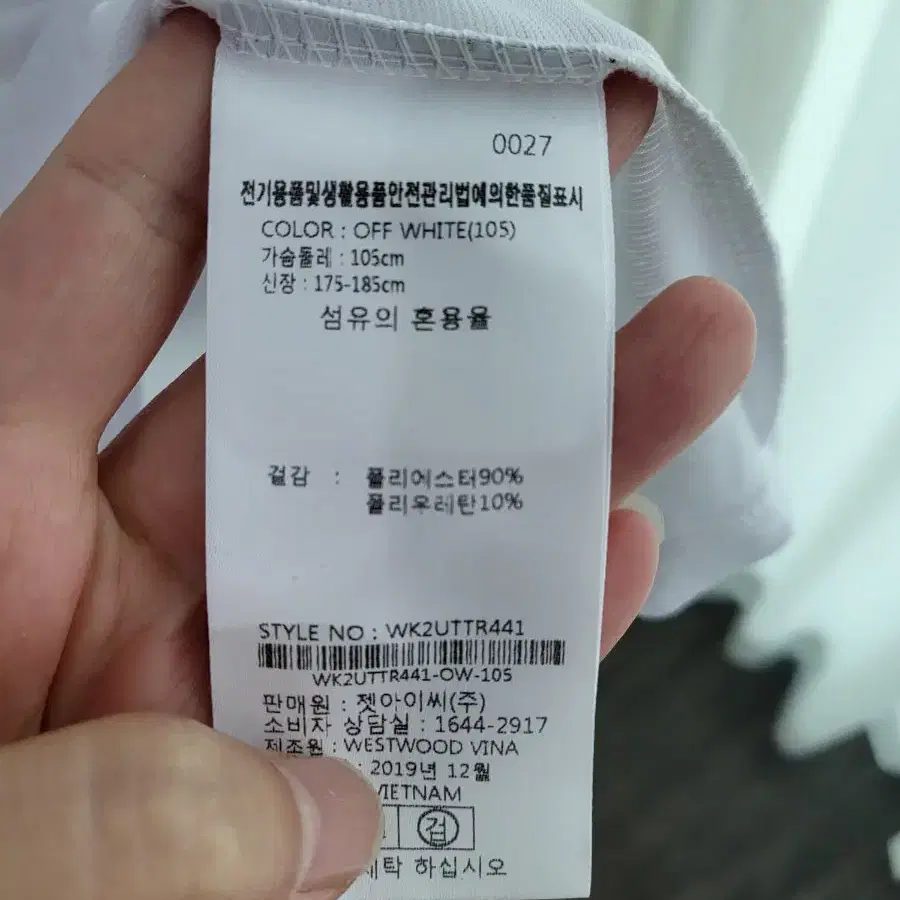 0027
전기용품및생활용품안전관리법에의한품질표시
COLOR : OFF WHITE(105)
가슴둘레 : 105cm
신장 : 175-185cm
섬유의 혼용율
겉감 : 폴리에스터90%
폴리우레탄10%
STYLE NO : WK2UTTR441
WK2UTTR441-OW-105
판매원 : 젯아이씨(주)
소비자 상담실 : 1644-2917
제조원 : WESTWOOD VINA
: 2019년 12월
VIETNAM
겁
세탁 하십시오